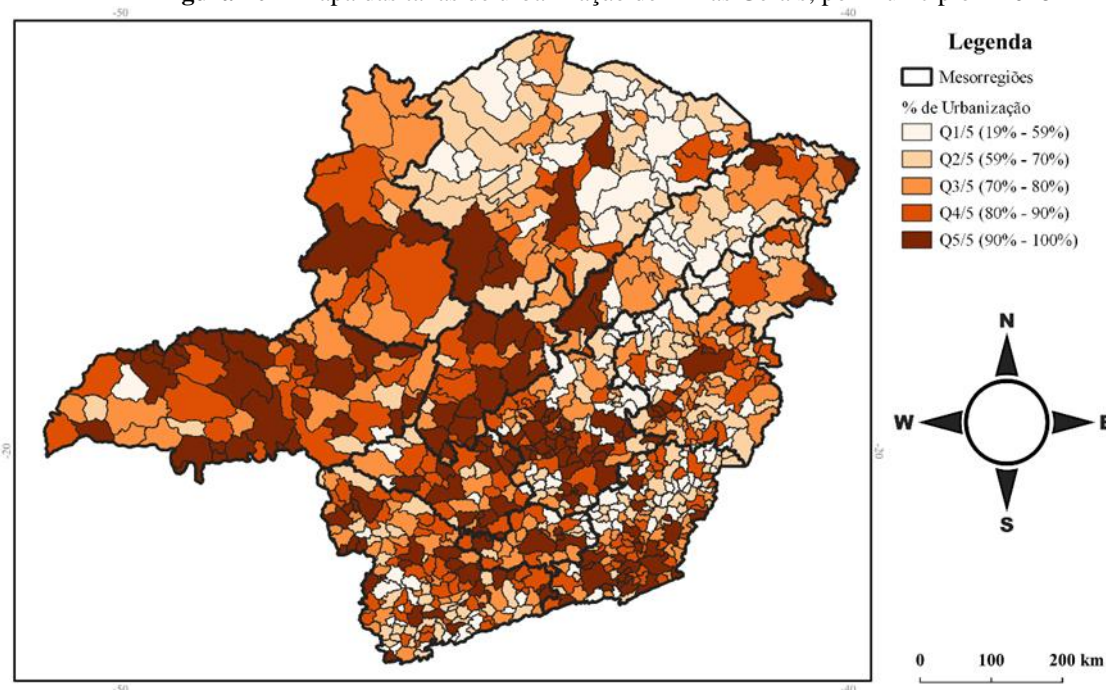 -50
-40
Legenda
Mesorregiões
% de Urbanização
Q1/5 (19% - 59%)
Q2/5 (59% - 70%)
Q3/5 (70% - 80%)
Q4/5 (80% - 90%)
Q5/5 (90% - 100%)
N
W
E
S
-20
-20
0 100 200 km
-50
-40